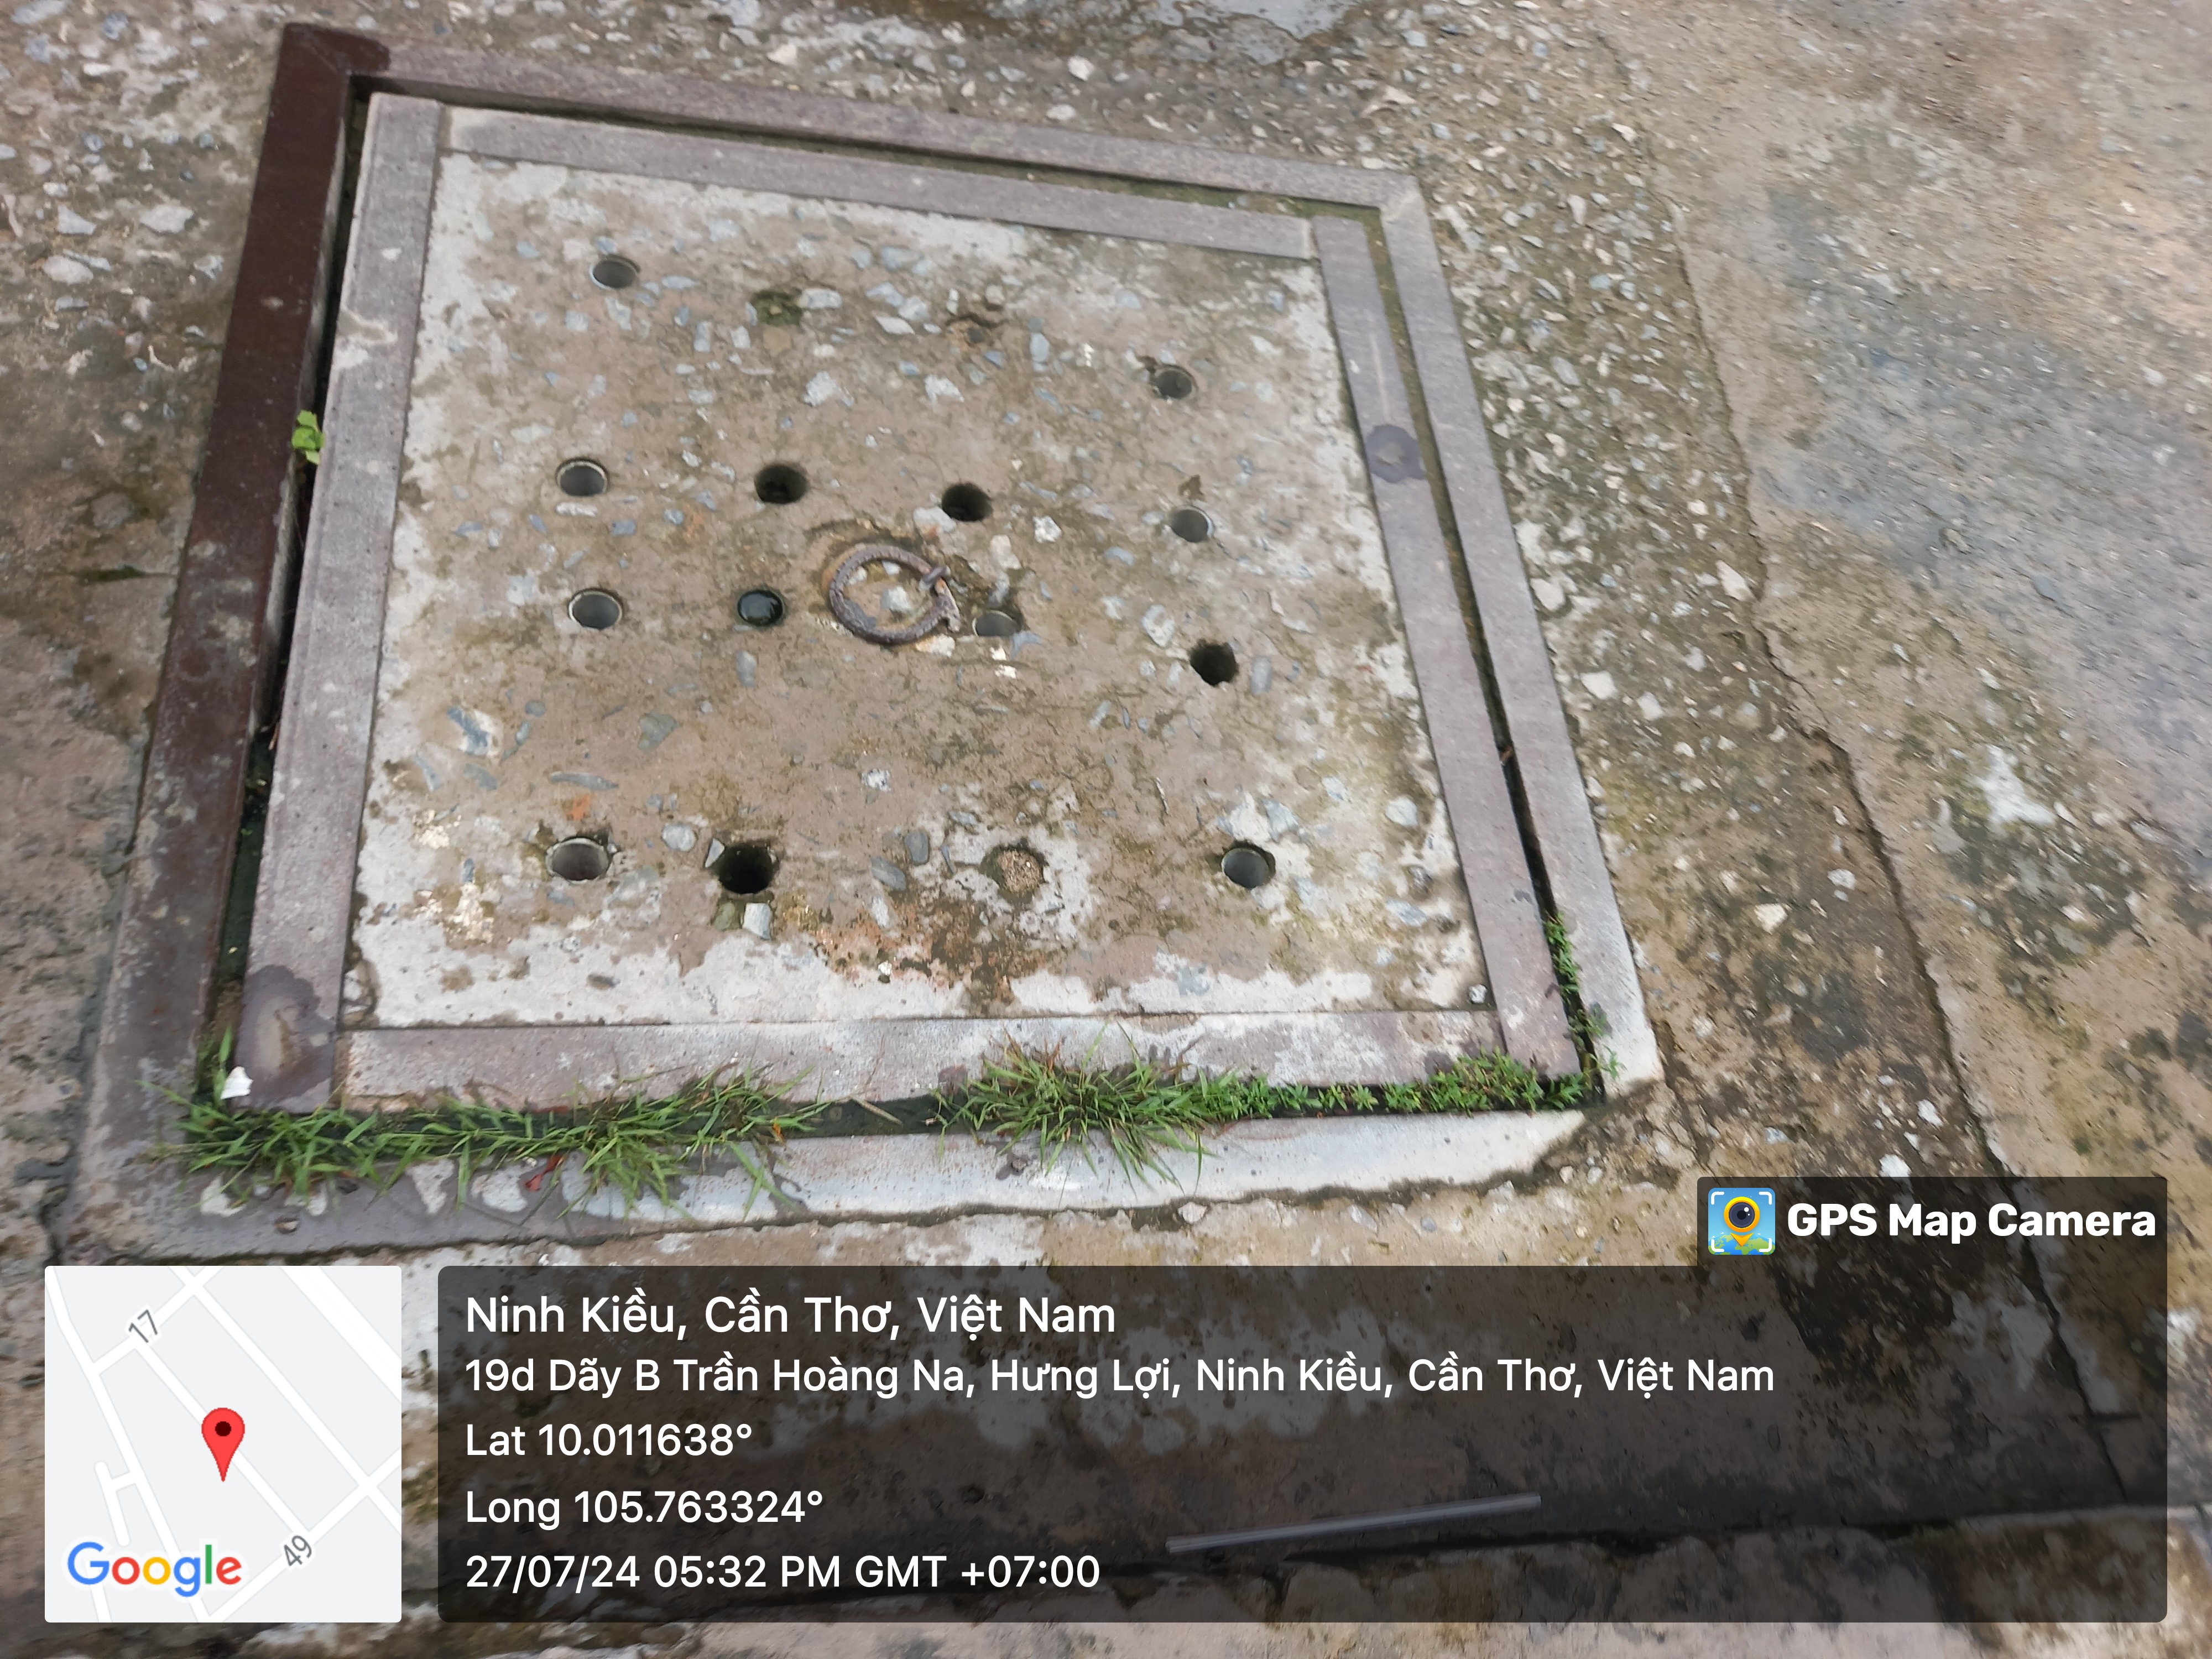 GPS Map Camera
17
49
Google
Ninh Kiều, Cần Thơ, Việt Nam
19d Dãy B Trần Hoàng Na, Hưng Lợi, Ninh Kiều, Cần Thơ, Việt Nam
Lat 10.011638°
Long 105.763324°
27/07/24 05:32 PM GMT +07:00